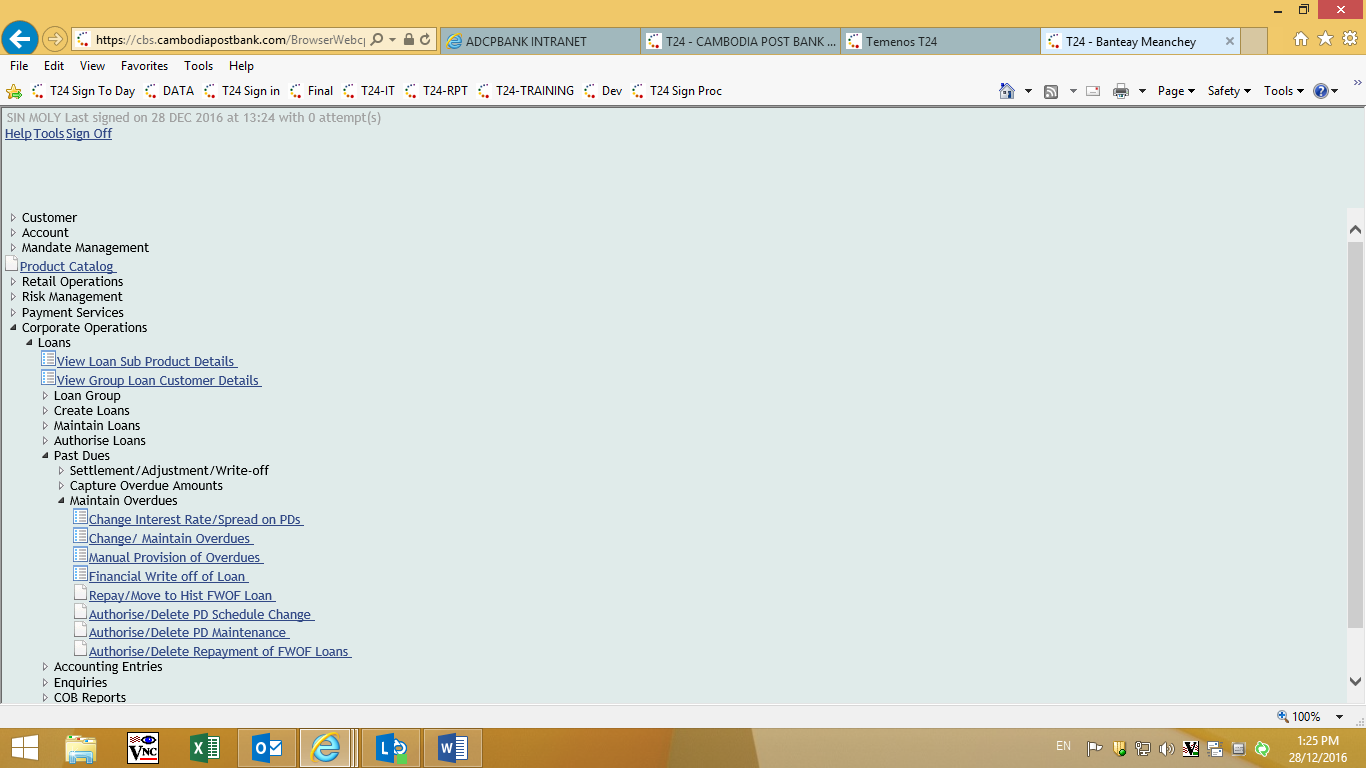 https://cbs.cambodiapostbank.com/BrowserWebcp
ADCPBANK INTRANET
T24 - CAMBODIA POST BANK ...
Temenos T24
T24 - Banteay Meanchey
File Edit View Favorites Tools Help
T24 Sign To Day DATA T24 Sign in Final T24-IT T24-RPT T24-TRAINING Dev T24 Sign Proc Page Safety Tools
SIN MOLY Last signed on 28 DEC 2016 at 13:24 with 0 attempt(s)
Help Tools Sign Off
Customer
Account
Mandate Management
Product Catalog
Retail Operations
Risk Management
Payment Services
Corporate Operations
Loans
View Loan Sub Product Details
View Group Loan Customer Details
Loan Group
Create Loans
Maintain Loans
Authorise Loans
Past Dues
Settlement/Adjustment/Write-off
Capture Overdue Amounts
Maintain Overdues
Change Interest Rate/Spread on PDs
Change/ Maintain Overdues
Manual Provision of Overdues
Financial Write off of Loan
Repay/Move to Hist FWOF Loan
Authorise/Delete PD Schedule Change
Authorise/Delete PD Maintenance
Authorise/Delete Repayment of FWOF Loans
Accounting Entries
Enquiries
COB Reports
100%
VNC
EN
1:25 PM
28/12/2016